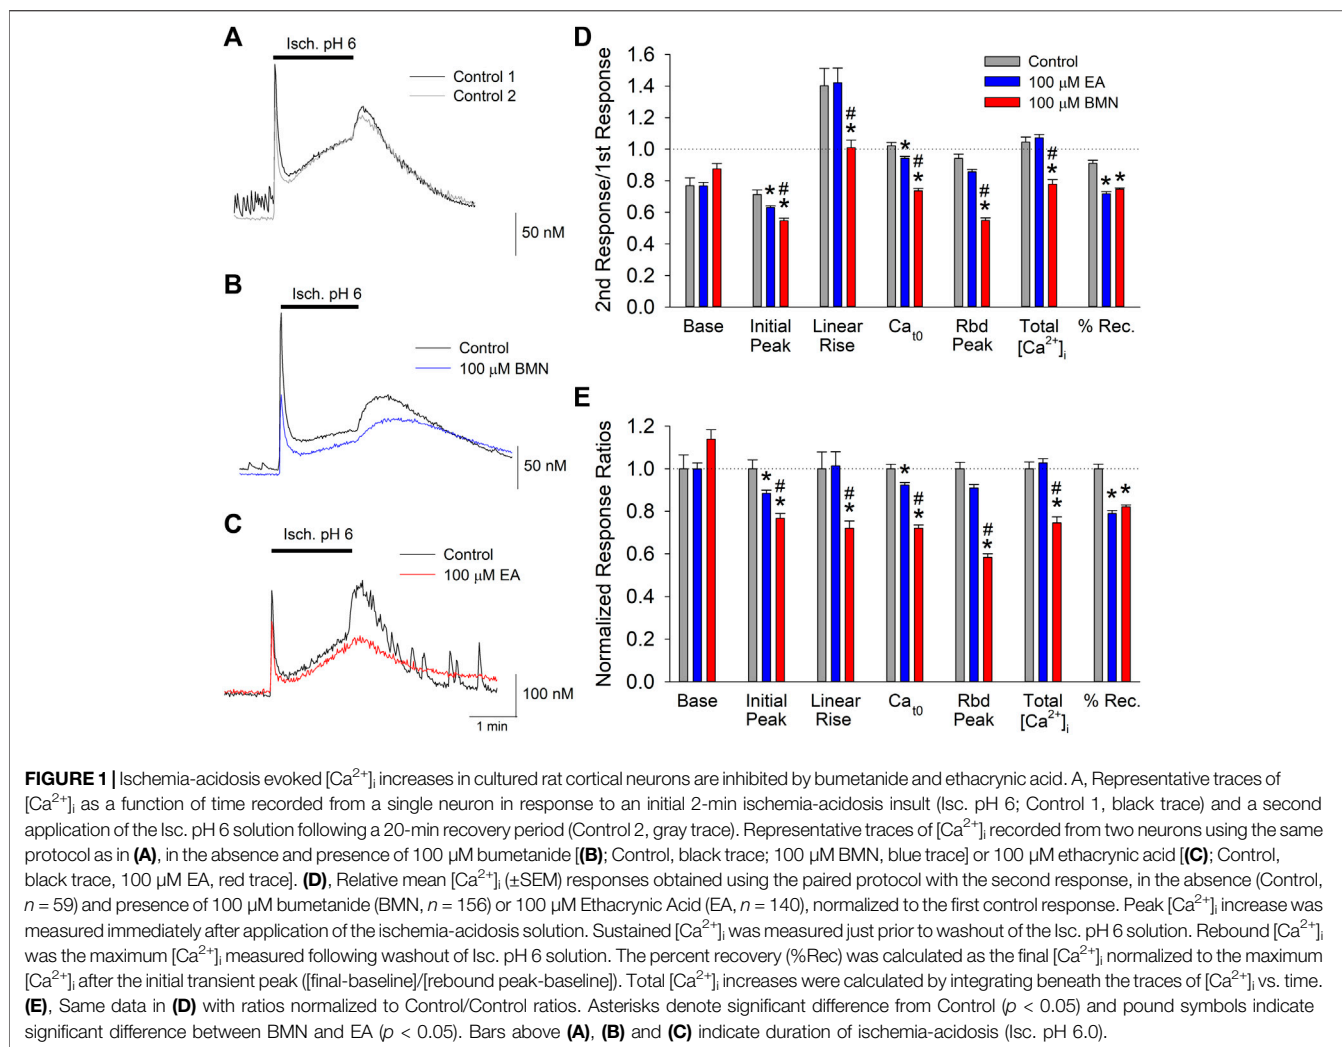 A
Isch. pH 6
Control 1
Control 2
50 nM
B
Isch. pH 6
Control
100 μM BMN
50 nM
C
Isch. pH 6
Control
100 μM EA
100 nM
1 min
D
2nd Response/1st Response
1.6
1.4
1.2
1.0
0.8
0.6
0.4
0.2
0.0
Control
100 μM EA
100 μM BMN
* # * # * * # * # * # * * *
Base Initial Peak Linear Rise Ca t0 Rbd Peak Total [Ca2+]i % Rec.
E
Normalized Response Ratios
1.2
1.0
0.8
0.6
0.4
0.2
0.0
* # * # * * # * # * # * * *
Base Initial Peak Linear Rise Ca t0 Rbd Peak Total [Ca2+]i % Rec.
FIGURE 1 | Ischemia-acidosis evoked [Ca2+]i increases in cultured rat cortical neurons are inhibited by bumetanide and ethacrynic acid. A, Representative traces of
[Ca2+]i as a function of time recorded from a single neuron in response to an initial 2-min ischemia-acidosis insult (Isc. pH 6; Control 1, black trace) and a second
application of the Isc. pH 6 solution following a 20-min recovery period (Control 2, gray trace). Representative traces of [Ca2+]i recorded from two neurons using the same
protocol as in (A), in the absence and presence of 100 μM bumetanide [(B); Control, black trace; 100 μM BMN, blue trace] or 100 μM ethacrynic acid [(C); Control,
black trace, 100 μM EA, red trace]. (D), Relative mean [Ca2+]i (±SEM) responses obtained using the paired protocol with the second response, in the absence (Control,
n = 59) and presence of 100 μM bumetanide (BMN, n = 156) or 100 μM Ethacrynic Acid (EA, n = 140), normalized to the first control response. Peak [Ca2+]i increase was
measured immediately after application of the ischemia-acidosis solution. Sustained [Ca2+]i was measured just prior to washout of the Isc. pH 6 solution. Rebound [Ca2+]i
was the maximum [Ca2+]i measured following washout of Isc. pH 6 solution. The percent recovery (%Rec) was calculated as the final [Ca2+]i normalized to the maximum
[Ca2+]i after the initial transient peak ([final-baseline]/[rebound peak-baseline]). Total [Ca2+]i increases were calculated by integrating beneath the traces of [Ca2+]i vs. time.
(E), Same data in (D) with ratios normalized to Control/Control ratios. Asterisks denote significant difference from Control (p < 0.05) and pound symbols indicate
significant difference between BMN and EA (p < 0.05). Bars above (A), (B) and (C) indicate duration of ischemia-acidosis (Isc. pH 6.0).